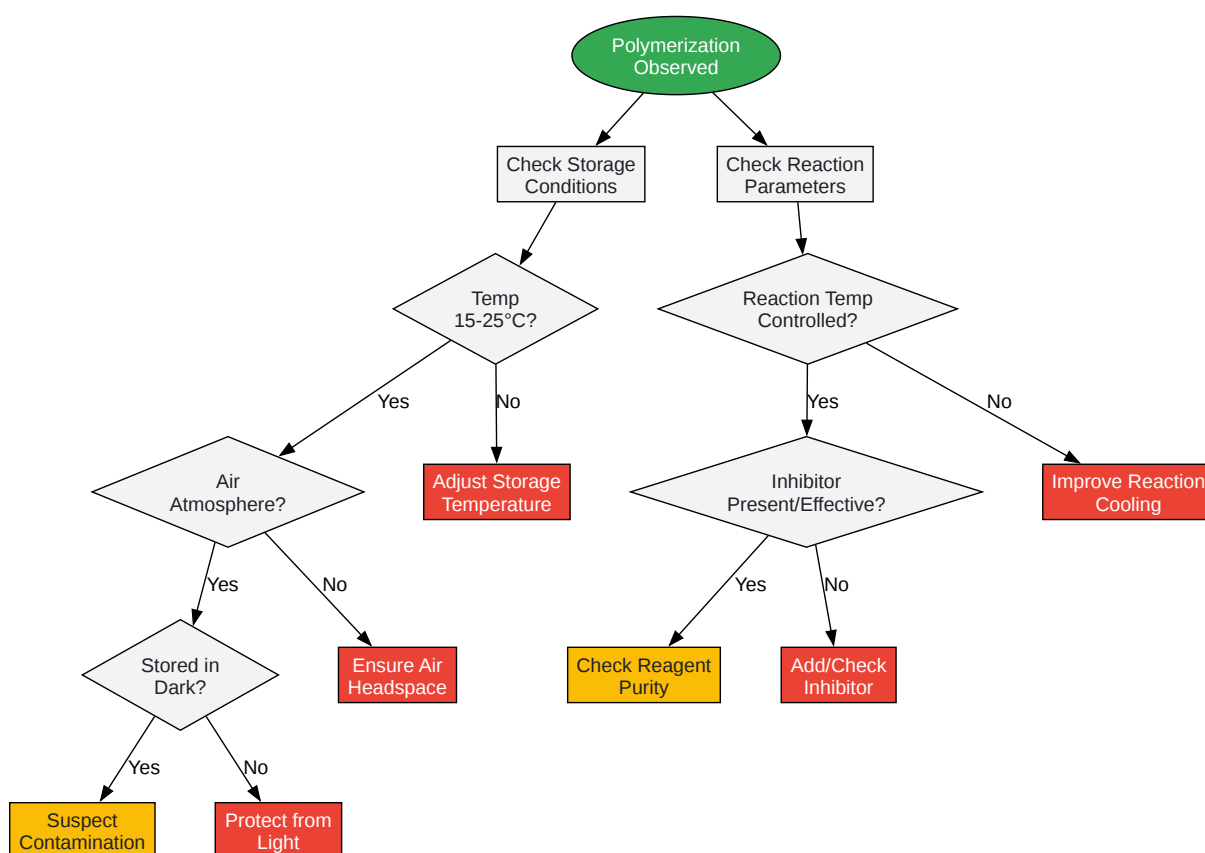 Polymerization
Observed
Check Storage
Conditions
Check Reaction
Parameters
Temp
15-25°C?
Reaction Temp
Controlled?
Yes
No
Yes
No
Air
Atmosphere?
Adjust Storage
Temperature
Inhibitor
Present/Effective?
Improve Reaction
Cooling
Yes
No
Yes
No
Stored in
Dark?
Ensure Air
Headspace
Check Reagent
Purity
Add/Check
Inhibitor
Yes
No
Suspect
Contamination
Protect from
Light